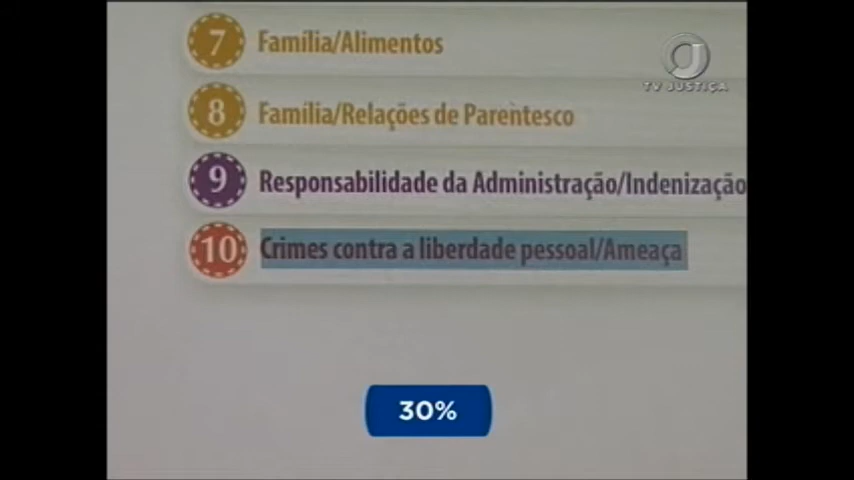 7 Família/Alimentos
TV JUSTIÇA
8 Família/Relações de Parentesco
9 Responsabilidade da Administração/Indenização
10 Crimes contra a liberdade pessoal/Ameaça
30%